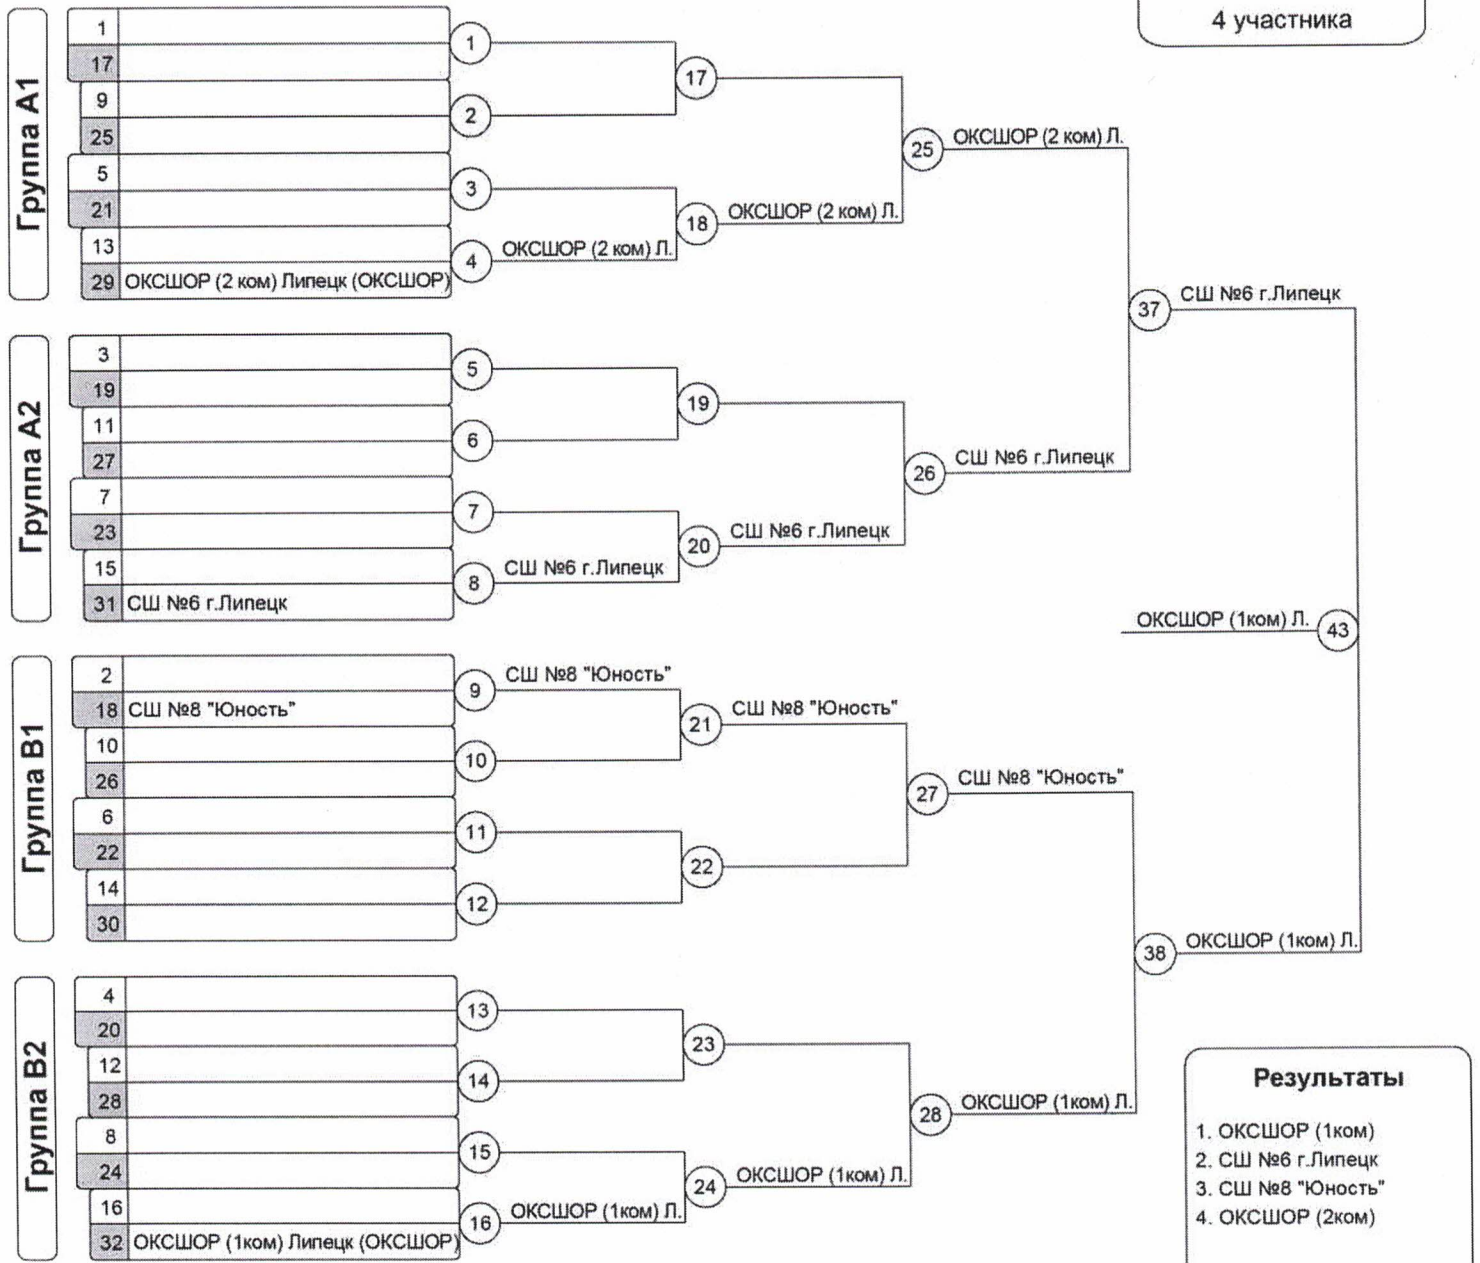 4 участника
Группа A1
1
17
9
25
5
21
13
29 ОКСШОР (2 ком) Липецк (ОКСШОР)
1
2
3
4 ОКСШОР (2 ком) Л.
17
18 ОКСШОР (2 ком) Л.
25 ОКСШОР (2 ком) Л.
Группа A2
3
19
11
27
7
23
15
31 СШ №6 г.Липецк
5
6
7
8 СШ №6 г.Липецк
19
20 СШ №6 г.Липецк
26 СШ №6 г.Липецк
37 СШ №6 г.Липецк
ОКСШОР (1ком) Л. 43
Группа B1
2
18 СШ №8 "Юность"
10
26
6
22
14
30
9 СШ №8 "Юность"
10
11
12
21 СШ №8 "Юность"
22
27 СШ №8 "Юность"
38 ОКСШОР (1ком) Л.
Группа B2
4
20
12
28
8
24
16
32 ОКСШОР (1ком) Липецк (ОКСШОР)
13
14
15
16 ОКСШОР (1ком) Л.
23
24 ОКСШОР (1ком) Л.
28 ОКСШОР (1ком) Л.
Результаты
1. ОКСШОР (1ком)
2. СШ №6 г.Липецк
3. СШ №8 "Юность"
4. ОКСШОР (2ком)